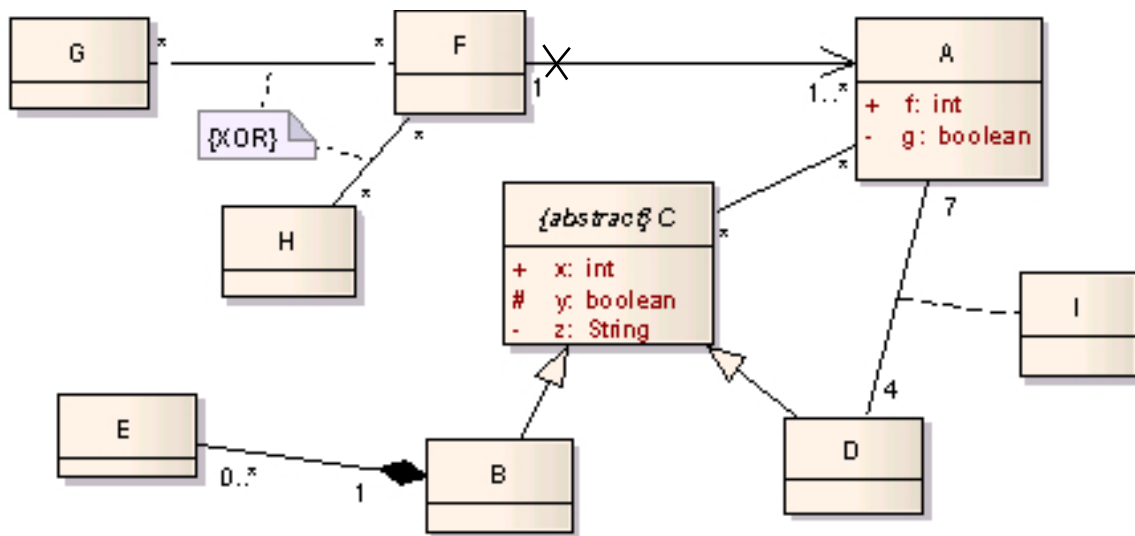 G
*
*
F
1
1..*
A
+ f: int
- g: boolean
{XOR}
*
*
H
{abstract} C
+ x: int
# y: boolean
- z: String
*
*
7
I
4
E
0..*
1
B
D